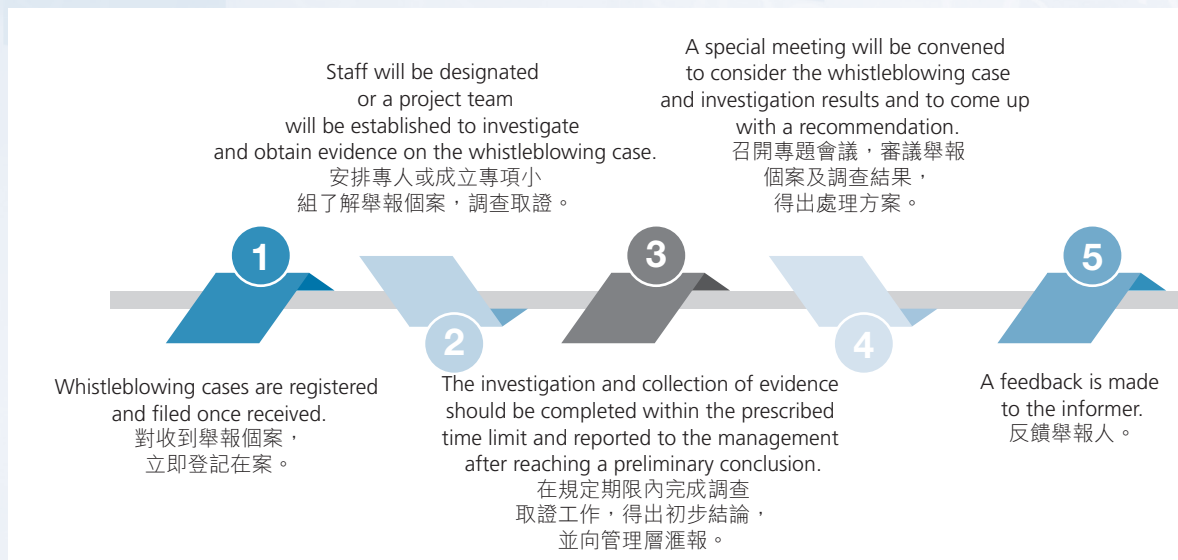 1
Whistleblowing cases are registered
and filed once received.
對收到舉報個案，
立即登記在案。
Staff will be designated
or a project team
will be established to investigate
and obtain evidence on the whistleblowing case.
安排專人或成立專項小
組了解舉報個案，調查取證。
2
3
The investigation and collection of evidence
should be completed within the prescribed
time limit and reported to the management
after reaching a preliminary conclusion.
在規定期限內完成調查
取證工作，得出初步結論，
並向管理層滙報。
A special meeting will be convened
to consider the whistleblowing case
and investigation results and to come up
with a recommendation.
召開專題會議，審議舉報
個案及調查結果，
得出處理方案。
4
5
A feedback is made
to the informer.
反饋舉報人。